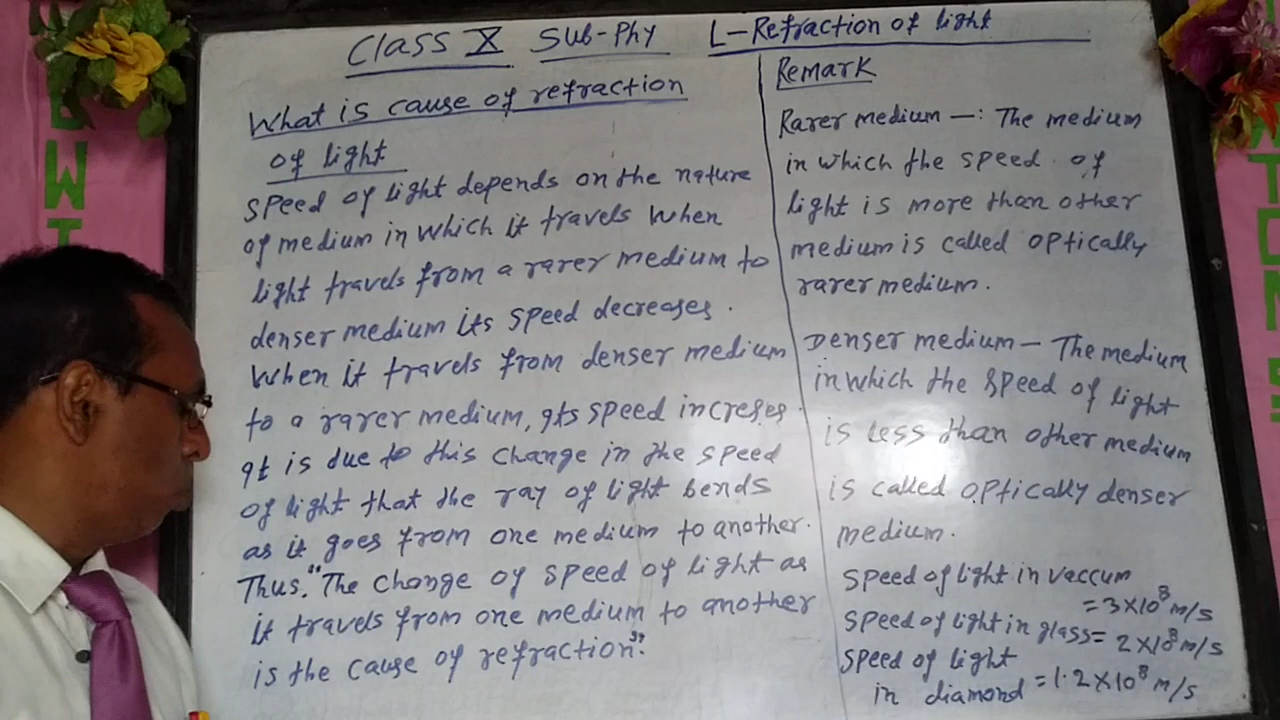 Class X Sub-Phy L-Refraction of light
What is cause of refraction
of light
Speed of light depends on the nature
of medium in which it travels when
light travels from a rarer medium to
denser medium its speed decreases.
When it travels from denser medium
to a rarer medium, gts speed increses.
gt is due to this change in the speed
of light that the ray of light bends
as it goes from one medium to another.
Thus. "The change of speed of light as
it travels from one medium to another
is the cause of refraction".
Remark
Rarer medium —: The medium
in which the speed of
light is more than other
medium is called optically
rarer medium.
Denser medium — The medium
in which the speed of light
is less than other medium
is called optically denser
medium.
Speed of light in vaccum
= 3×10⁸ m/s
Speed of light in glass = 2×10⁸ m/s
Speed of light
in diamond = 1.2×10⁸ m/s